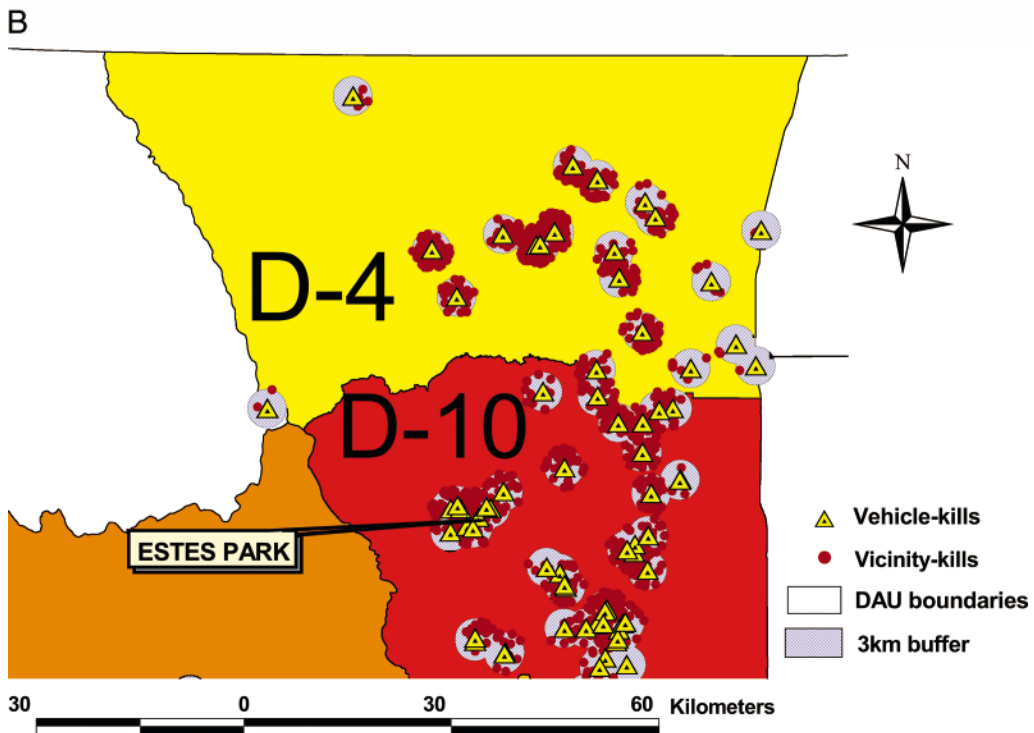 B
N
D-4
D-10
ESTES PARK
Vehicle-kills
Vicinity-kills
DAU boundaries
3km buffer
30 0 30 60 Kilometers